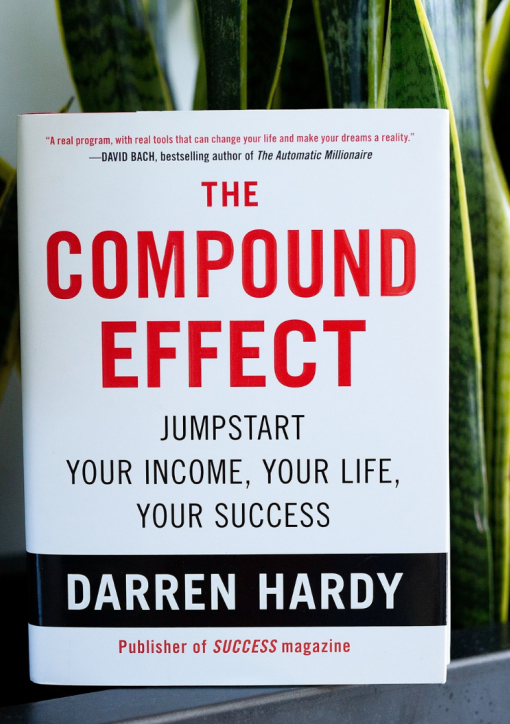 “A real program, with real tools that can change your life and make your dreams a reality.”
—DAVID BACH, bestselling author of The Automatic Millionaire
THE
COMPOUND
EFFECT
JUMPSTART
YOUR INCOME, YOUR LIFE,
YOUR SUCCESS
DARREN HARDY
Publisher of SUCCESS magazine